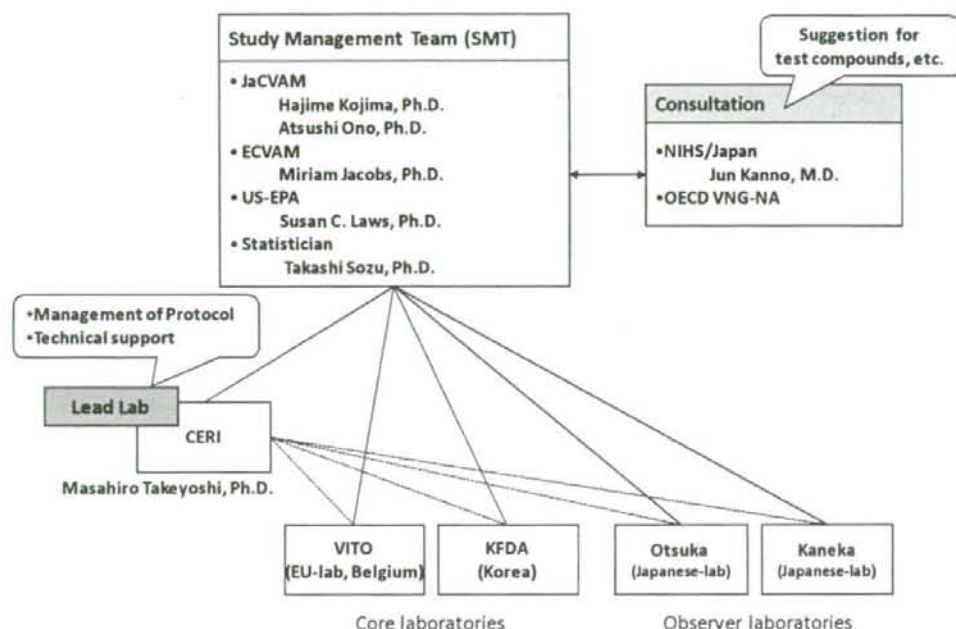 Study Management Team (SMT)
• JaCVAM
Hajime Kojima, Ph.D.
Atsushi Ono, Ph.D.
• ECVAM
Miriam Jacobs, Ph.D.
• US-EPA
Susan C. Laws, Ph.D.
• Statistician
Takashi Sozu, Ph.D.
Suggestion for
test compounds, etc.
Consultation
•NIHS/Japan
Jun Kanno, M.D.
•OECD VNG-NA
•Management of Protocol
•Technical support
Lead Lab
CERI
Masahiro Takeyoshi, Ph.D.
VITO
(EU-lab, Belgium)
KFDA
(Korea)
Otsuka
(Japanese-lab)
Kaneka
(Japanese-lab)
Core laboratories
Observer laboratories